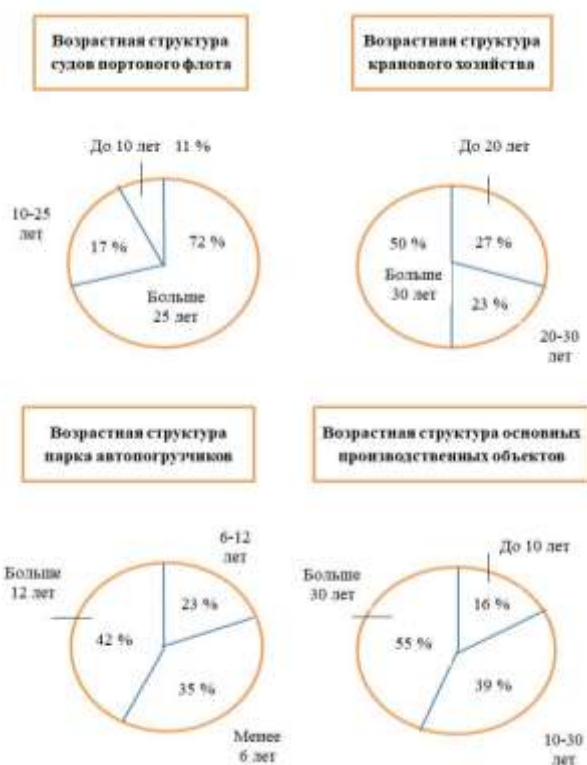 Возрастная структура
судов портового флота
До 10 лет 11 %
10-25
лет
17 %
72 %
Больше
25 лет
Возрастная структура
кранового хозяйства
До 20 лет
50 %
27 %
Больше
30 лет
23 %
20-30
лет
Возрастная структура
парка автопогрузчиков
6-12
лет
Больше
12 лет
23 %
42 %
35 %
Менее
6 лет
Возрастная структура основных
производственных объектов
До 10 лет
Больше
30 лет
16 %
55 %
39 %
10-30
лет